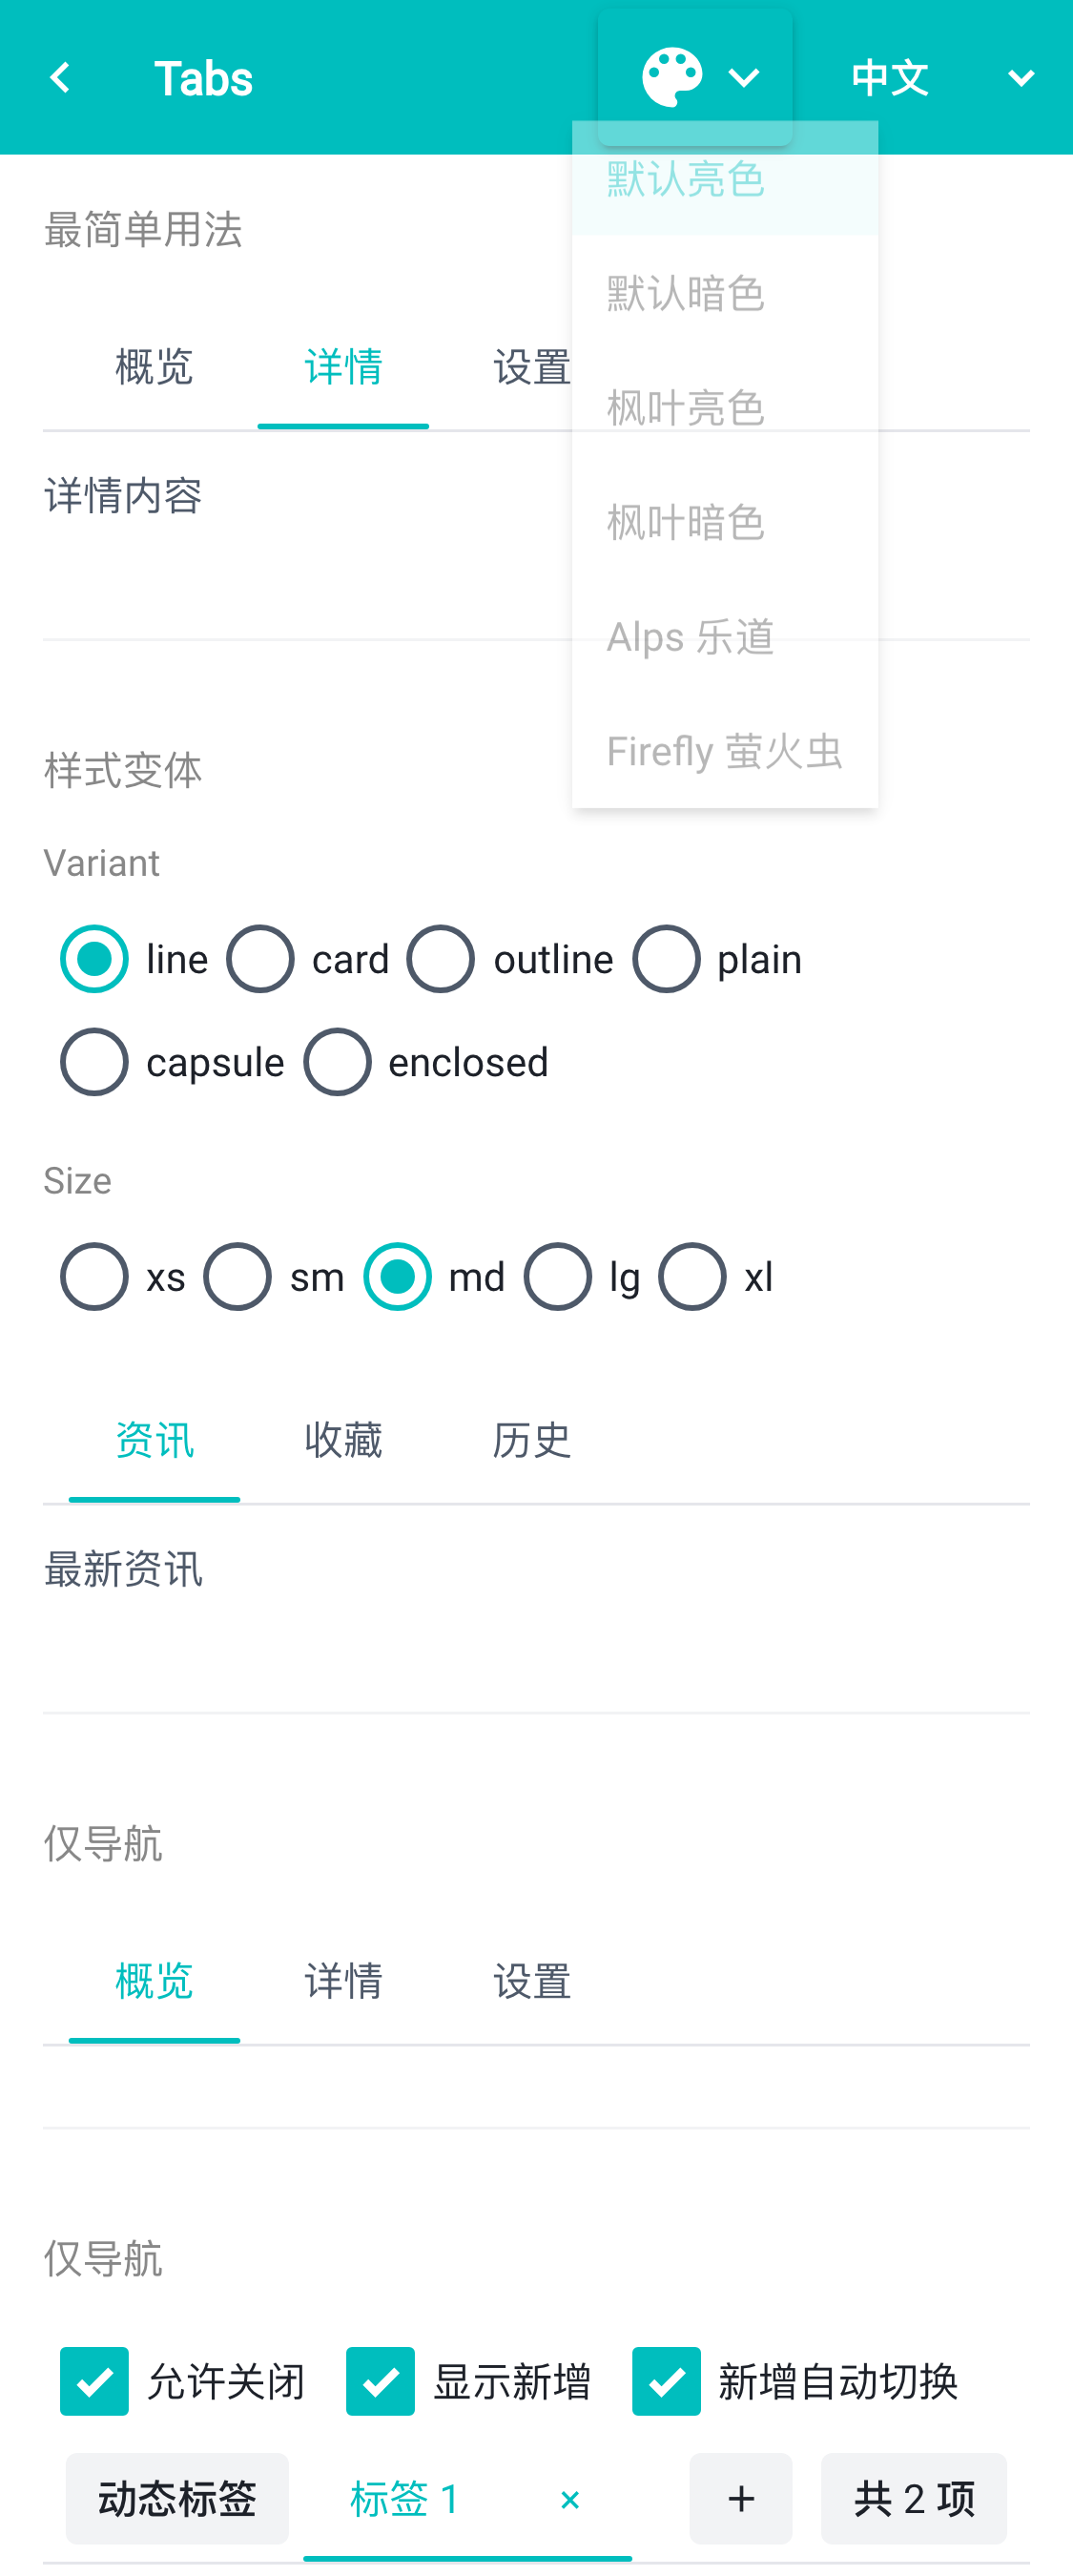 Tabs
中文
默认亮色
默认暗色
枫叶亮色
枫叶暗色
Alps 乐道
Firefly 萤火虫
最简单用法
概览 详情 设置
详情内容
样式变体
Variant
line card outline plain
capsule enclosed
Size
xs sm md lg xl
资讯 收藏 历史
最新资讯
仅导航
概览 详情 设置
仅导航
允许关闭 显示新增 新增自动切换
动态标签 标签 1 × + 共 2 项